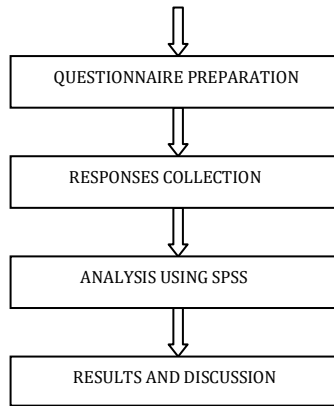 QUESTIONNAIRE PREPARATION
RESPONSES COLLECTION
ANALYSIS USING SPSS
RESULTS AND DISCUSSION